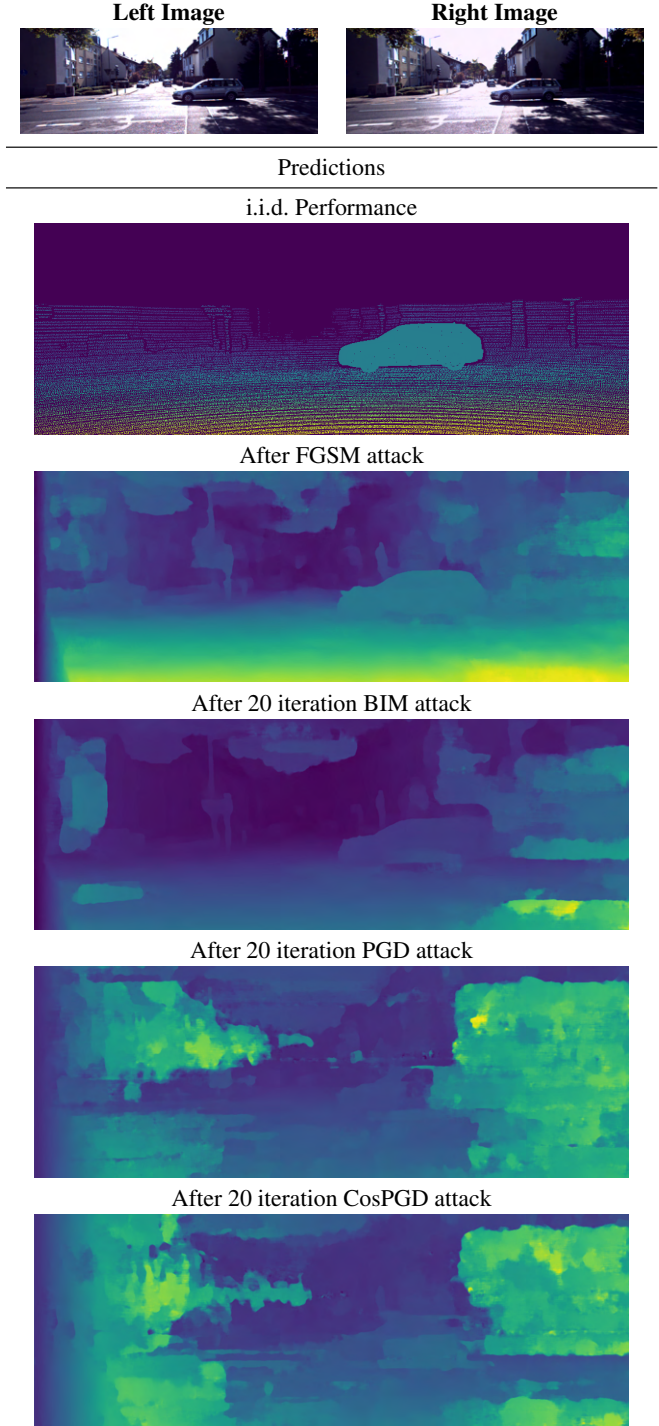 Left Image Right Image
Predictions
i.i.d. Performance
After FGSM attack
After 20 iteration BIM attack
After 20 iteration PGD attack
After 20 iteration CosPGD attack